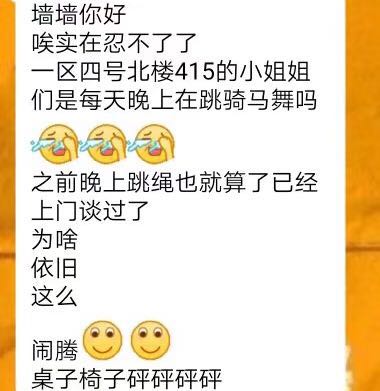 墙墙你好
唉实在忍不了了
一区四号北楼415的小姐姐
们是每天晚上在跳骑马舞吗
之前晚上跳绳也就算了已经
上门谈过了
为啥
依旧
这么
闹腾
桌子椅子砰砰砰砰